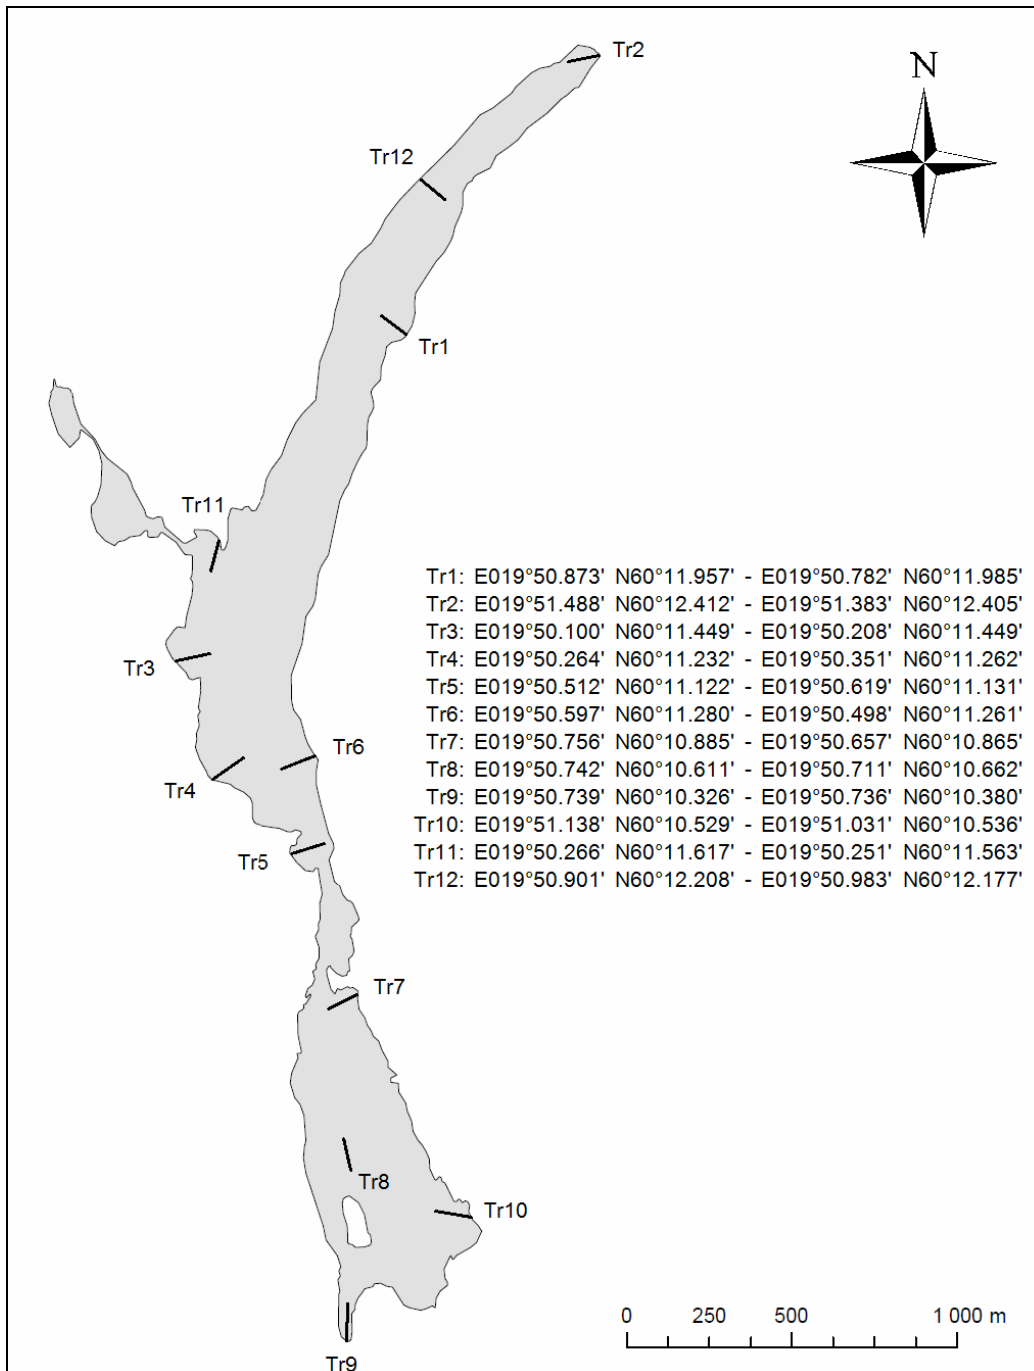 Tr2
N
Tr12
Tr1
Tr11
Tr1: E019°50.873' N60°11.957' - E019°50.782' N60°11.985'
Tr2: E019°51.488' N60°12.412' - E019°51.383' N60°12.405'
Tr3: E019°50.100' N60°11.449' - E019°50.208' N60°11.449'
Tr4: E019°50.264' N60°11.232' - E019°50.351' N60°11.262'
Tr5: E019°50.512' N60°11.122' - E019°50.619' N60°11.131'
Tr6: E019°50.597' N60°11.280' - E019°50.498' N60°11.261'
Tr7: E019°50.756' N60°10.885' - E019°50.657' N60°10.865'
Tr8: E019°50.742' N60°10.611' - E019°50.711' N60°10.662'
Tr9: E019°50.739' N60°10.326' - E019°50.736' N60°10.380'
Tr10: E019°51.138' N60°10.529' - E019°51.031' N60°10.536'
Tr11: E019°50.266' N60°11.617' - E019°50.251' N60°11.563'
Tr12: E019°50.901' N60°12.208' - E019°50.983' N60°12.177'
Tr3
Tr6
Tr4
Tr5
Tr7
Tr8
Tr10
0 250 500 1 000 m
Tr9